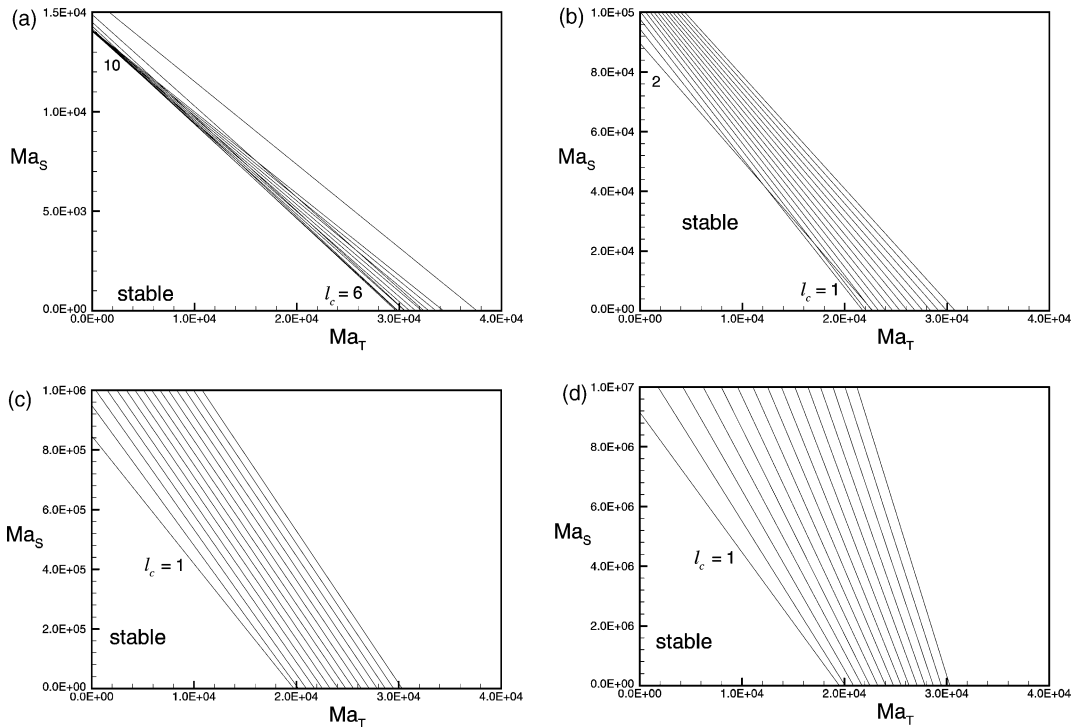 (a)
1.5E+04
1.0E+04
5.0E+03
0.0E+00
Ma_S
10
stable
l_c = 6
0.0E+00 1.0E+04 2.0E+04 3.0E+04 4.0E+04
Ma_T
(b)
1.0E+05
8.0E+04
6.0E+04
4.0E+04
2.0E+04
0.0E+00
Ma_S
2
stable
l_c = 1
0.0E+00 1.0E+04 2.0E+04 3.0E+04 4.0E+04
Ma_T
(c)
1.0E+06
8.0E+05
6.0E+05
4.0E+05
2.0E+05
0.0E+00
Ma_S
l_c = 1
stable
0.0E+00 1.0E+04 2.0E+04 3.0E+04 4.0E+04
Ma_T
(d)
1.0E+07
8.0E+06
6.0E+06
4.0E+06
2.0E+06
0.0E+00
Ma_S
l_c = 1
stable
0.0E+00 1.0E+04 2.0E+04 3.0E+04 4.0E+04
Ma_T